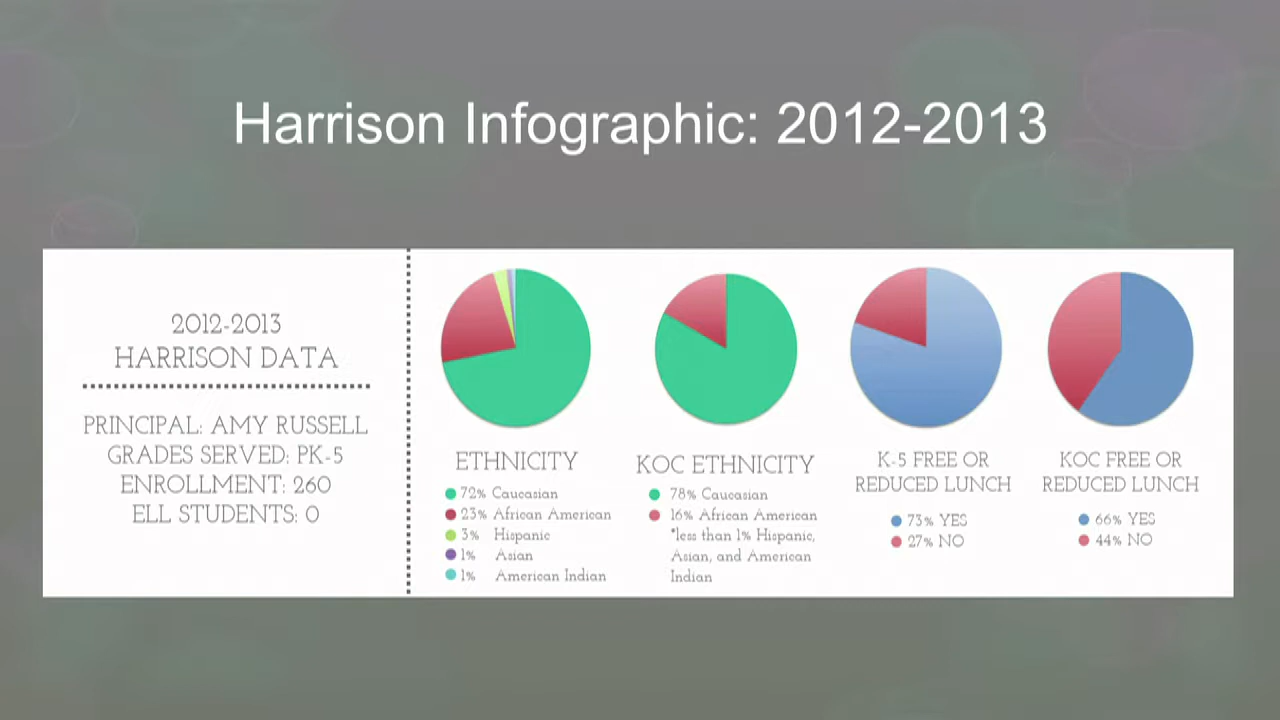 Harrison Infographic: 2012-2013
2012-2013
HARRISON DATA
PRINCIPAL: AMY RUSSELL
GRADES SERVED: PK-5
ENROLLMENT: 260
ELL STUDENTS: 0
ETHNICITY
72% Caucasian
23% African American
3% Hispanic
1% Asian
1% American Indian
KOC ETHNICITY
78% Caucasian
16% African American
*less than 1% Hispanic,
Asian, and American
Indian
K-5 FREE OR
REDUCED LUNCH
73% YES
27% NO
KOC FREE OR
REDUCED LUNCH
66% YES
44% NO